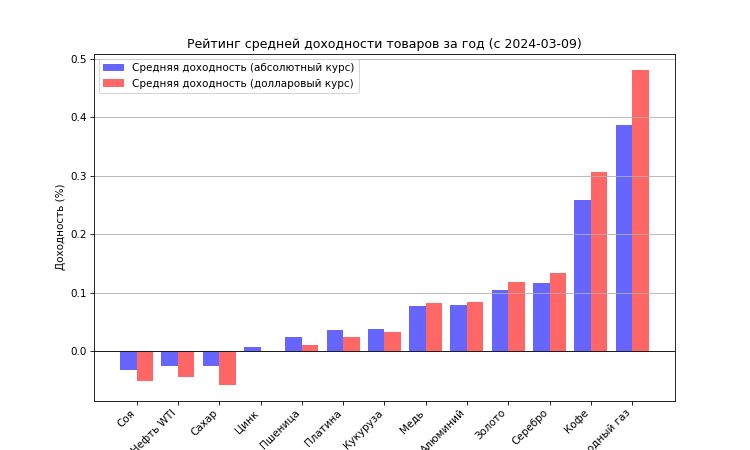 Рейтинг средней доходности товаров за год (с 2024-03-09)
Средняя доходность (абсолютный курс)
Средняя доходность (долларовый курс)
Доходность (%)
0.5
0.4
0.3
0.2
0.1
0.0
Соя
Нефть WTI
Сахар
Цинк
Пшеница
Платина
Кукуруза
Медь
Алюминий
Золото
Серебро
Кофе
газ